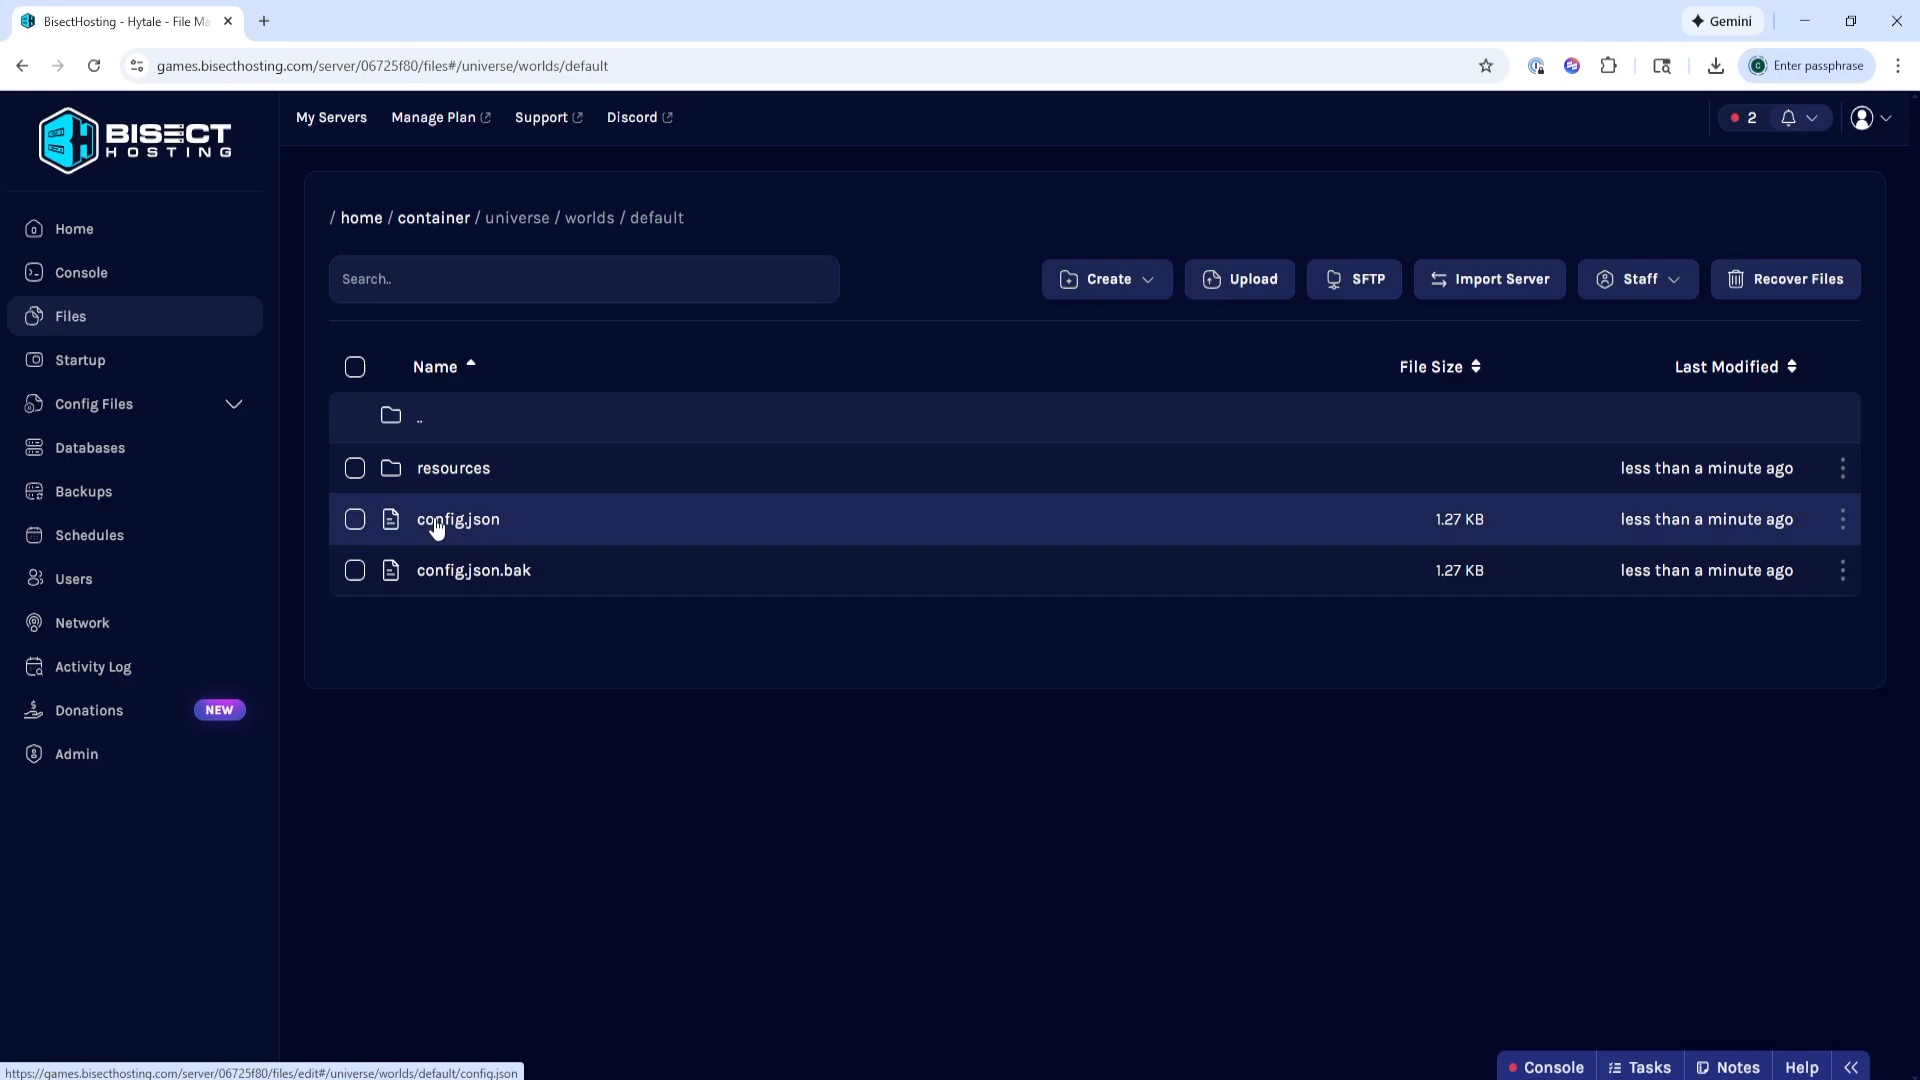 BisectHosting - Hytale - File Ma
Gemini
games.bisecthosting.com/server/06725f80/files#/universe/worlds/default
Enter passphrase
BISECT
HOSTING
My Servers
Manage Plan
Support
Discord
2
Home
Console
Files
Startup
Config Files
Databases
Backups
Schedules
Users
Network
Activity Log
Donations
NEW
Admin
/ home / container / universe / worlds / default
Search..
Create
Upload
SFTP
Import Server
Staff
Recover Files
Name
File Size
Last Modified
..
resources
less than a minute ago
config.json
1.27 KB
less than a minute ago
config.json.bak
1.27 KB
less than a minute ago
Console
Tasks
Notes
Help
https://games.bisecthosting.com/server/06725f80/files/edit#/universe/worlds/default/config.json